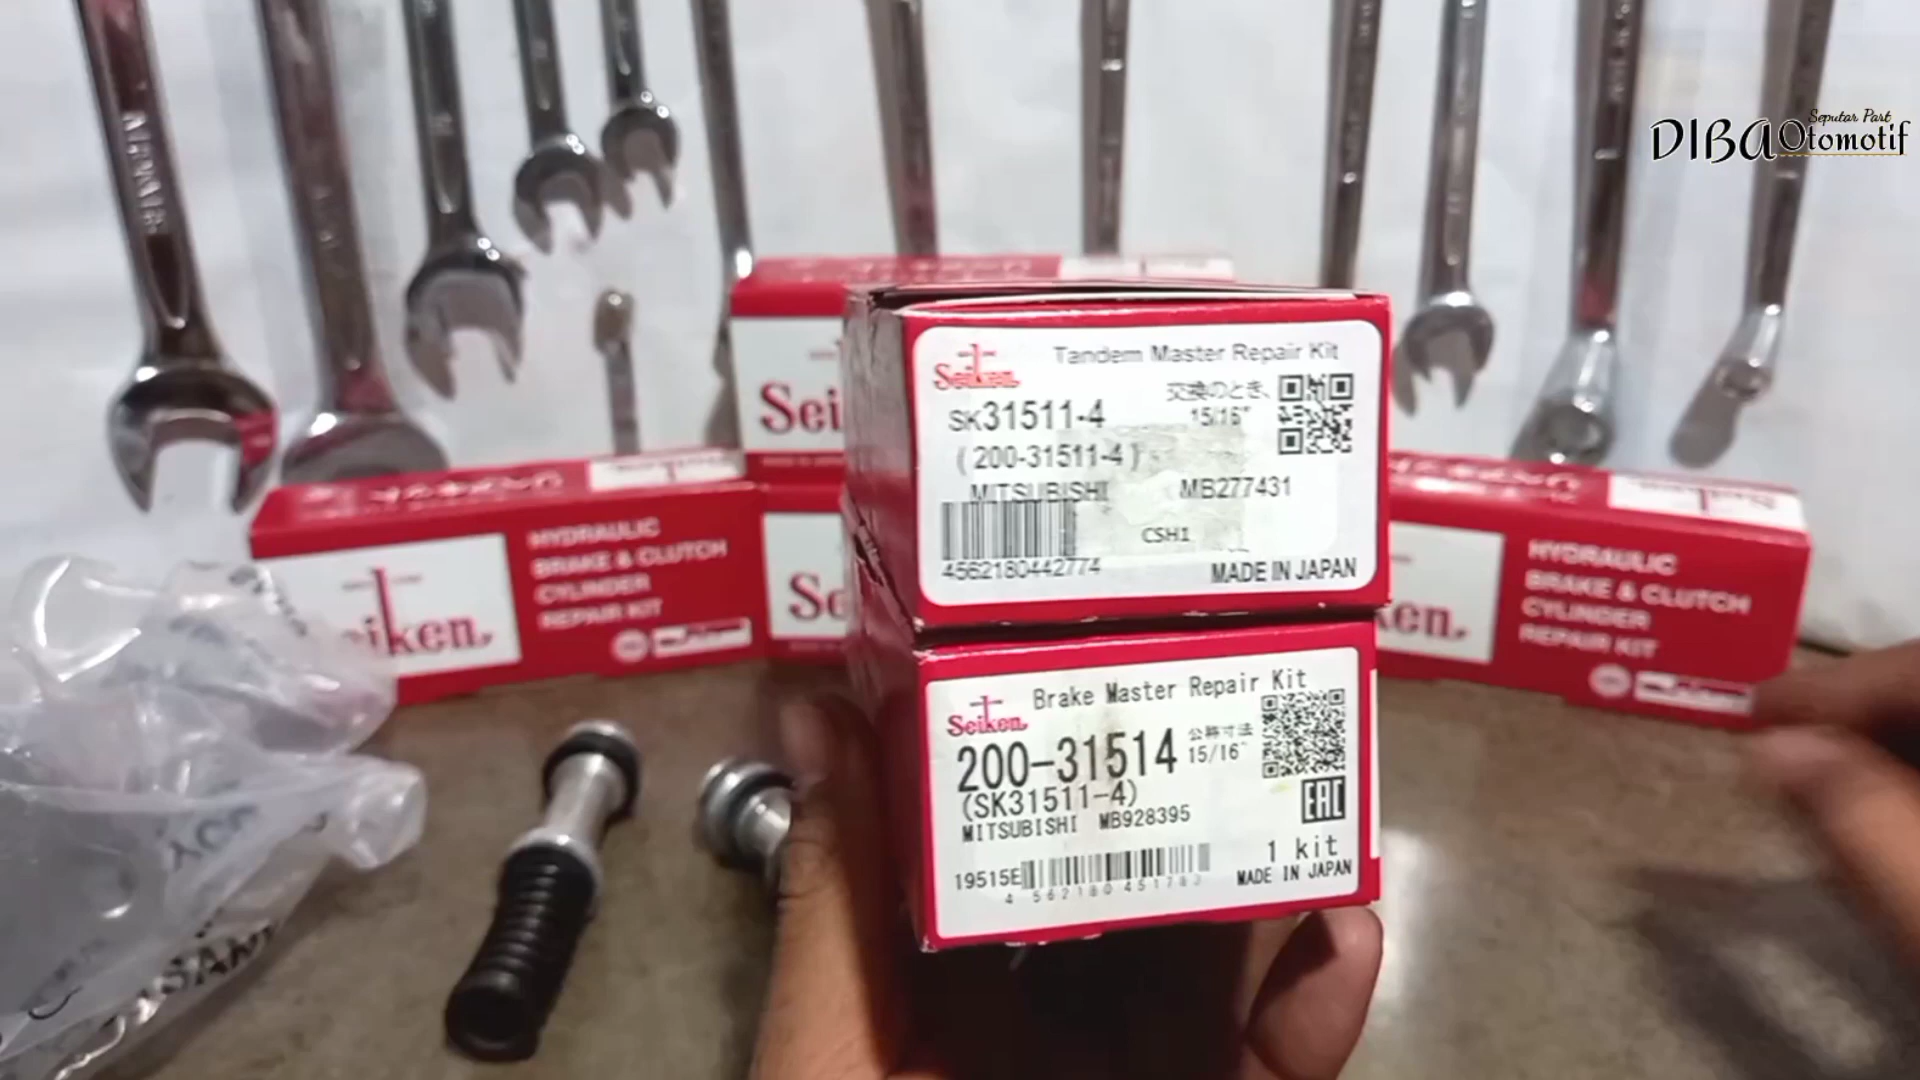 Seputar Part
DIBA Otomotif
Seiken
Tandem Master Repair Kit
交換のとき、
SK31511-4
15/16"
(200-31511-4)
MITSUBISHI MB277431
CSHI
4562180442774
MADE IN JAPAN
Seiken
Brake Master Repair Kit
200-31514
公称寸法
15/16"
(SK31511-4)
MITSUBISHI MB928395
EAC
1 kit
19515E
MADE IN JAPAN
Seiken
HYDRAULIC
BRAKE & CLUTCH
CYLINDER
REPAIR KIT
HYDRAULIC
BRAKE & CLUTCH
CYLINDER
REPAIR KIT